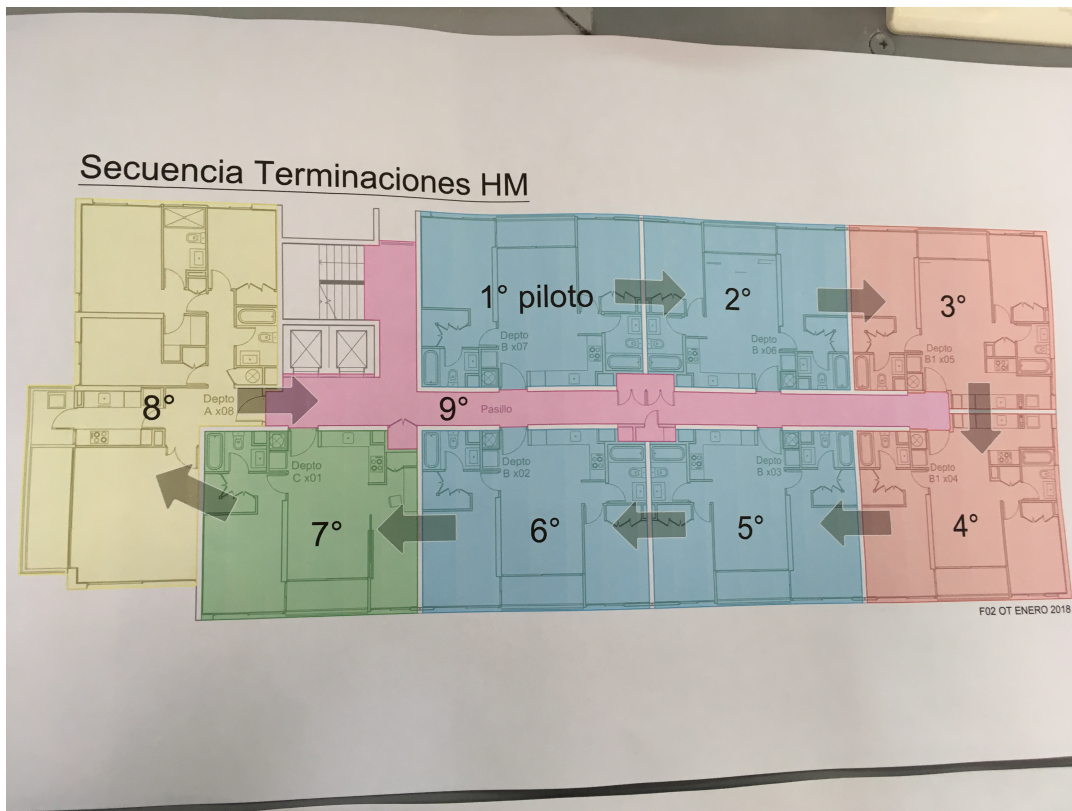 Secuencia Terminaciones HM
1° piloto
Depto
B x07
2°
Depto
B x06
3°
Depto
B1 x05
8°
Depto
A x08
9°
Pasillo
Depto
C x01
7°
Depto
B x02
6°
Depto
B x03
5°
Depto
B1 x04
4°
F02 OT ENERO 2018